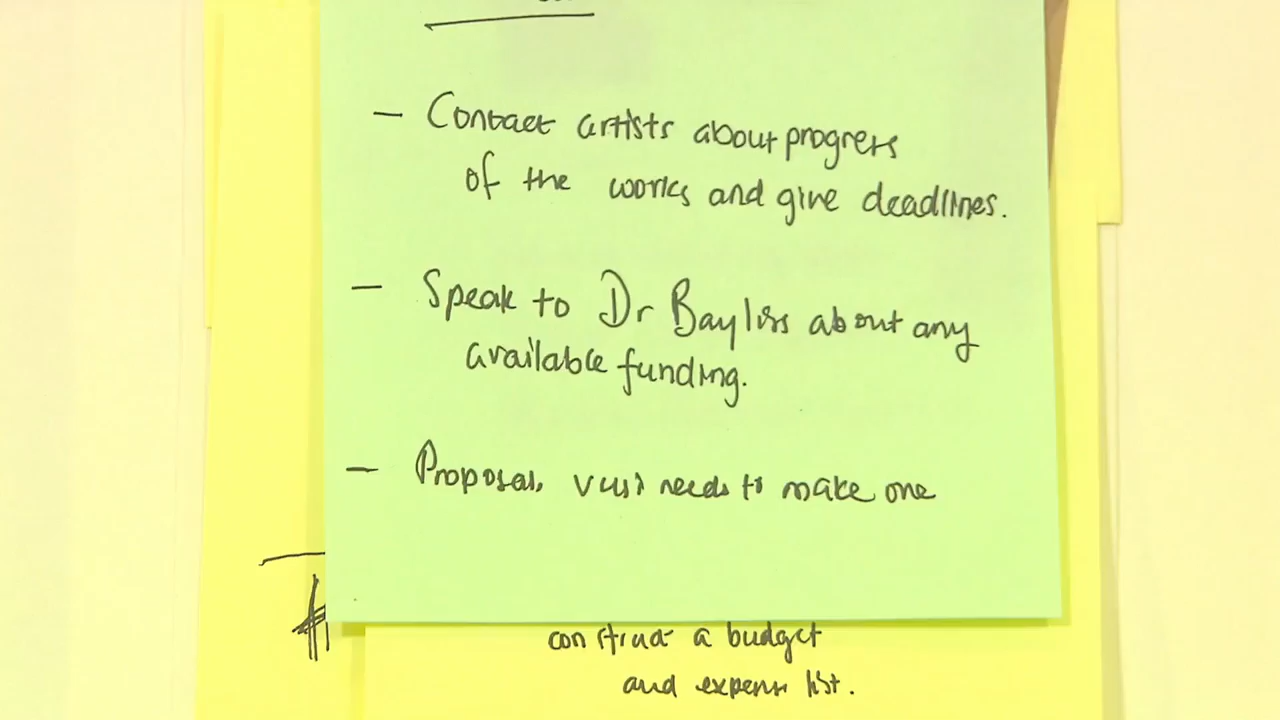 - Contact artists about progress
of the works and give deadlines.
- Speak to Dr Bayliss about any
available funding.
- Proposal, needs to make one
construct a budget
and expense list.